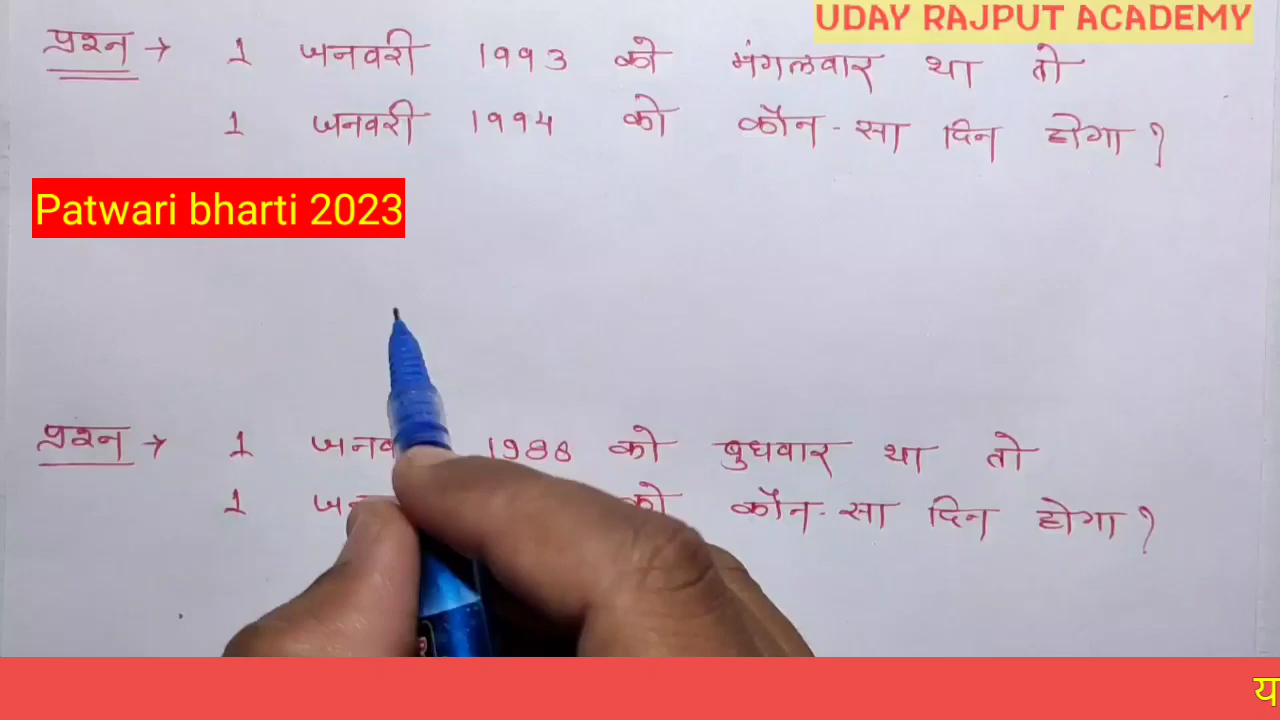 UDAY RAJPUT ACADEMY
प्रश्न → 1 जनवरी 1993 को मंगलवार था तो
1 जनवरी 1994 को कौन-सा दिन होगा?
Patwari bharti 2023
प्रश्न → 1 1988 को बुधवार था तो
1 को कौन-सा दिन होगा?
य